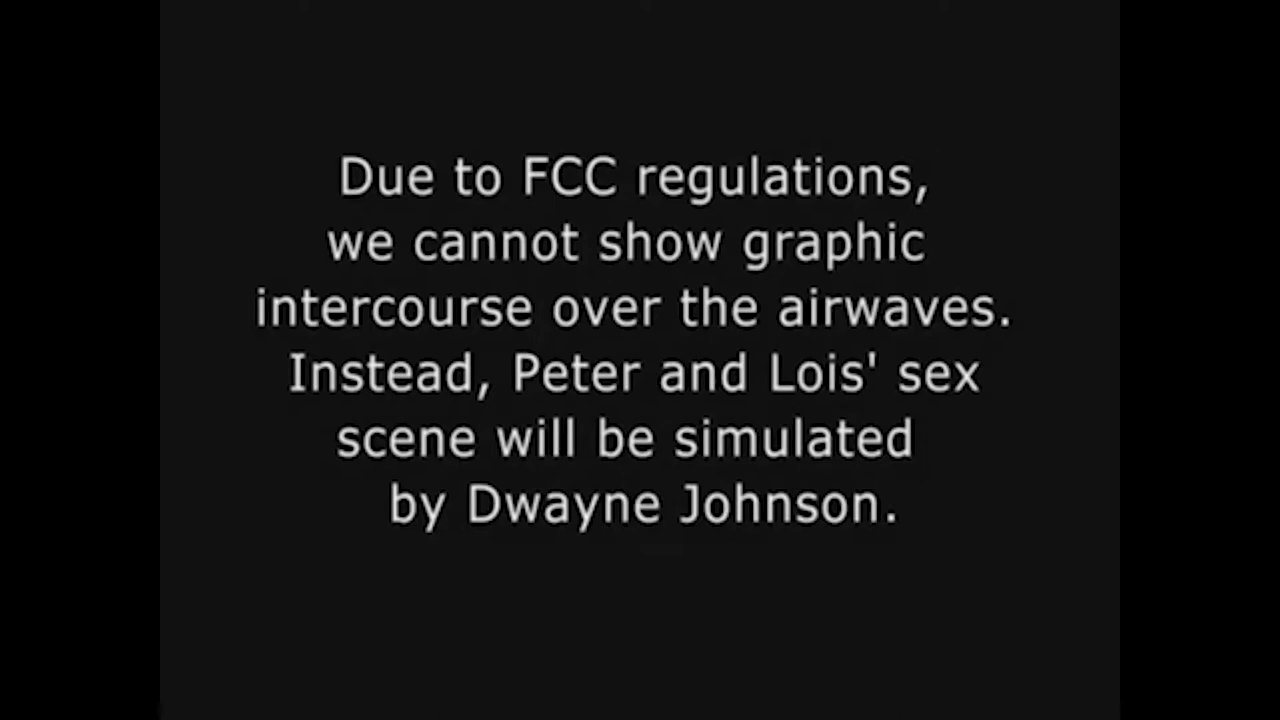 Due to FCC regulations,
we cannot show graphic
intercourse over the airwaves.
Instead, Peter and Lois' sex
scene will be simulated
by Dwayne Johnson.